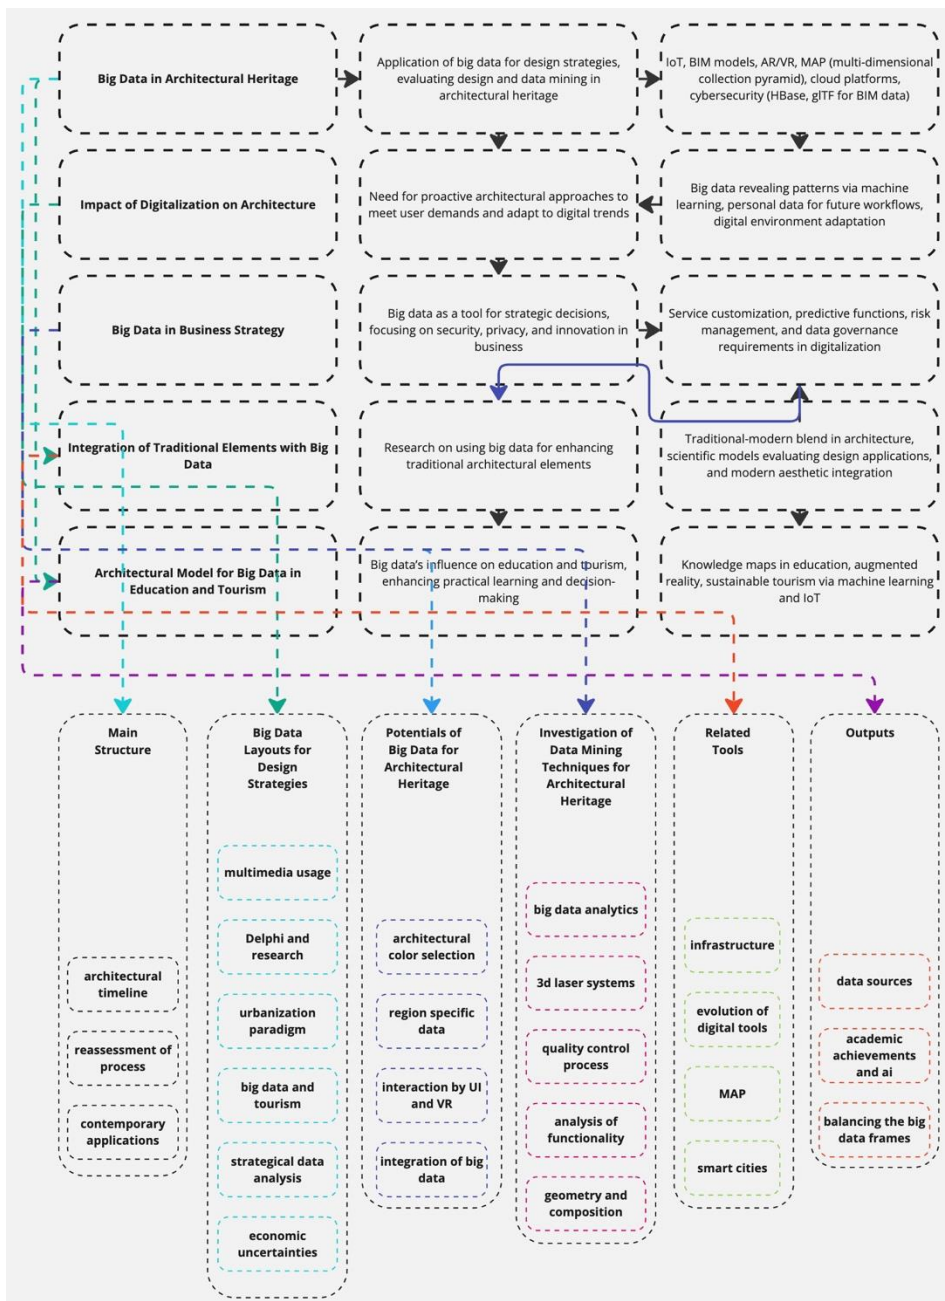 Big Data in Architectural Heritage
Application of big data for design strategies,
evaluating design and data mining in
architectural heritage
IoT, BIM models, AR/VR, MAP (multi-dimensional
collection pyramid), cloud platforms,
cybersecurity (HBase, glTF for BIM data)
Impact of Digitalization on Architecture
Need for proactive architectural approaches to
meet user demands and adapt to digital trends
Big data revealing patterns via machine
learning, personal data for future workflows,
digital environment adaptation
Big Data in Business Strategy
Big data as a tool for strategic decisions,
focusing on security, privacy, and innovation in
business
Service customization, predictive functions, risk
management, and data governance
requirements in digitalization
Integration of Traditional Elements with Big
Data
Research on using big data for enhancing
traditional architectural elements
Traditional-modern blend in architecture,
scientific models evaluating design applications,
and modern aesthetic integration
Architectural Model for Big Data in
Education and Tourism
Big data's influence on education and tourism,
enhancing practical learning and decision-
making
Knowledge maps in education, augmented
reality, sustainable tourism via machine learning
and IoT
Main
Structure
architectural
timeline
reassessment of
process
contemporary
applications
Big Data
Layouts for
Design
Strategies
multimedia usage
Delphi and
research
urbanization
paradigm
big data and
tourism
strategical data
analysis
economic
uncertainties
Potentials of
Big Data for
Architectural
Heritage
architectural
color selection
region specific
data
interaction by UI
and VR
integration of big
data
Investigation of
Data Mining
Techniques for
Architectural
Heritage
big data analytics
3d laser systems
quality control
process
analysis of
functionality
geometry and
composition
Related
Tools
infrastructure
evolution of
digital tools
MAP
smart cities
Outputs
data sources
academic
achievements
and ai
balancing the big
data frames